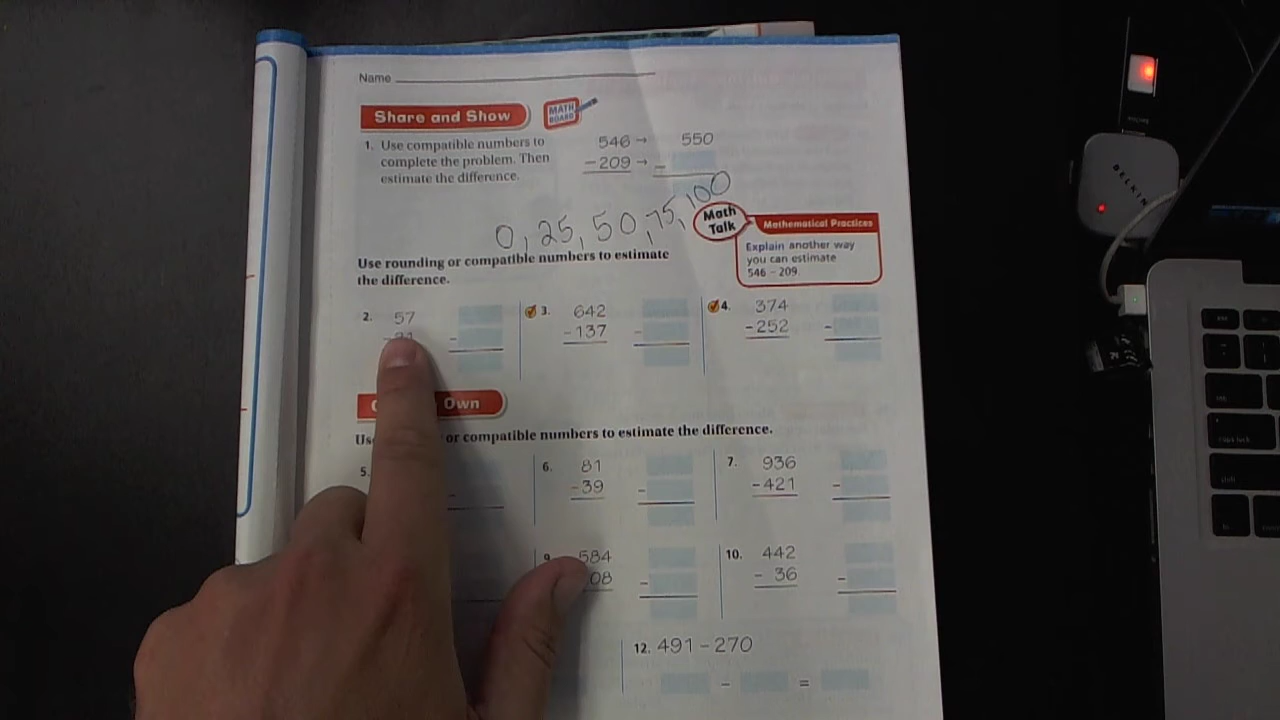 Name
Share and Show
MATH
BOARD
1. Use compatible numbers to
complete the problem. Then
estimate the difference.
546 → 550
-209 → -
0, 25, 50, 75, 100
Math
Talk
Mathematical Practices
Explain another way
you can estimate
546 - 209.
Use rounding or compatible numbers to estimate
the difference.
2. 57
-
3. 642
-137 -
4. 374
-252 -
Own
or compatible numbers to estimate the difference.
5.
-
6. 81
-39 -
7. 936
-421 -
9. 584
08 -
10. 442
- 36 -
12. 491 - 270
- =
BELKIN